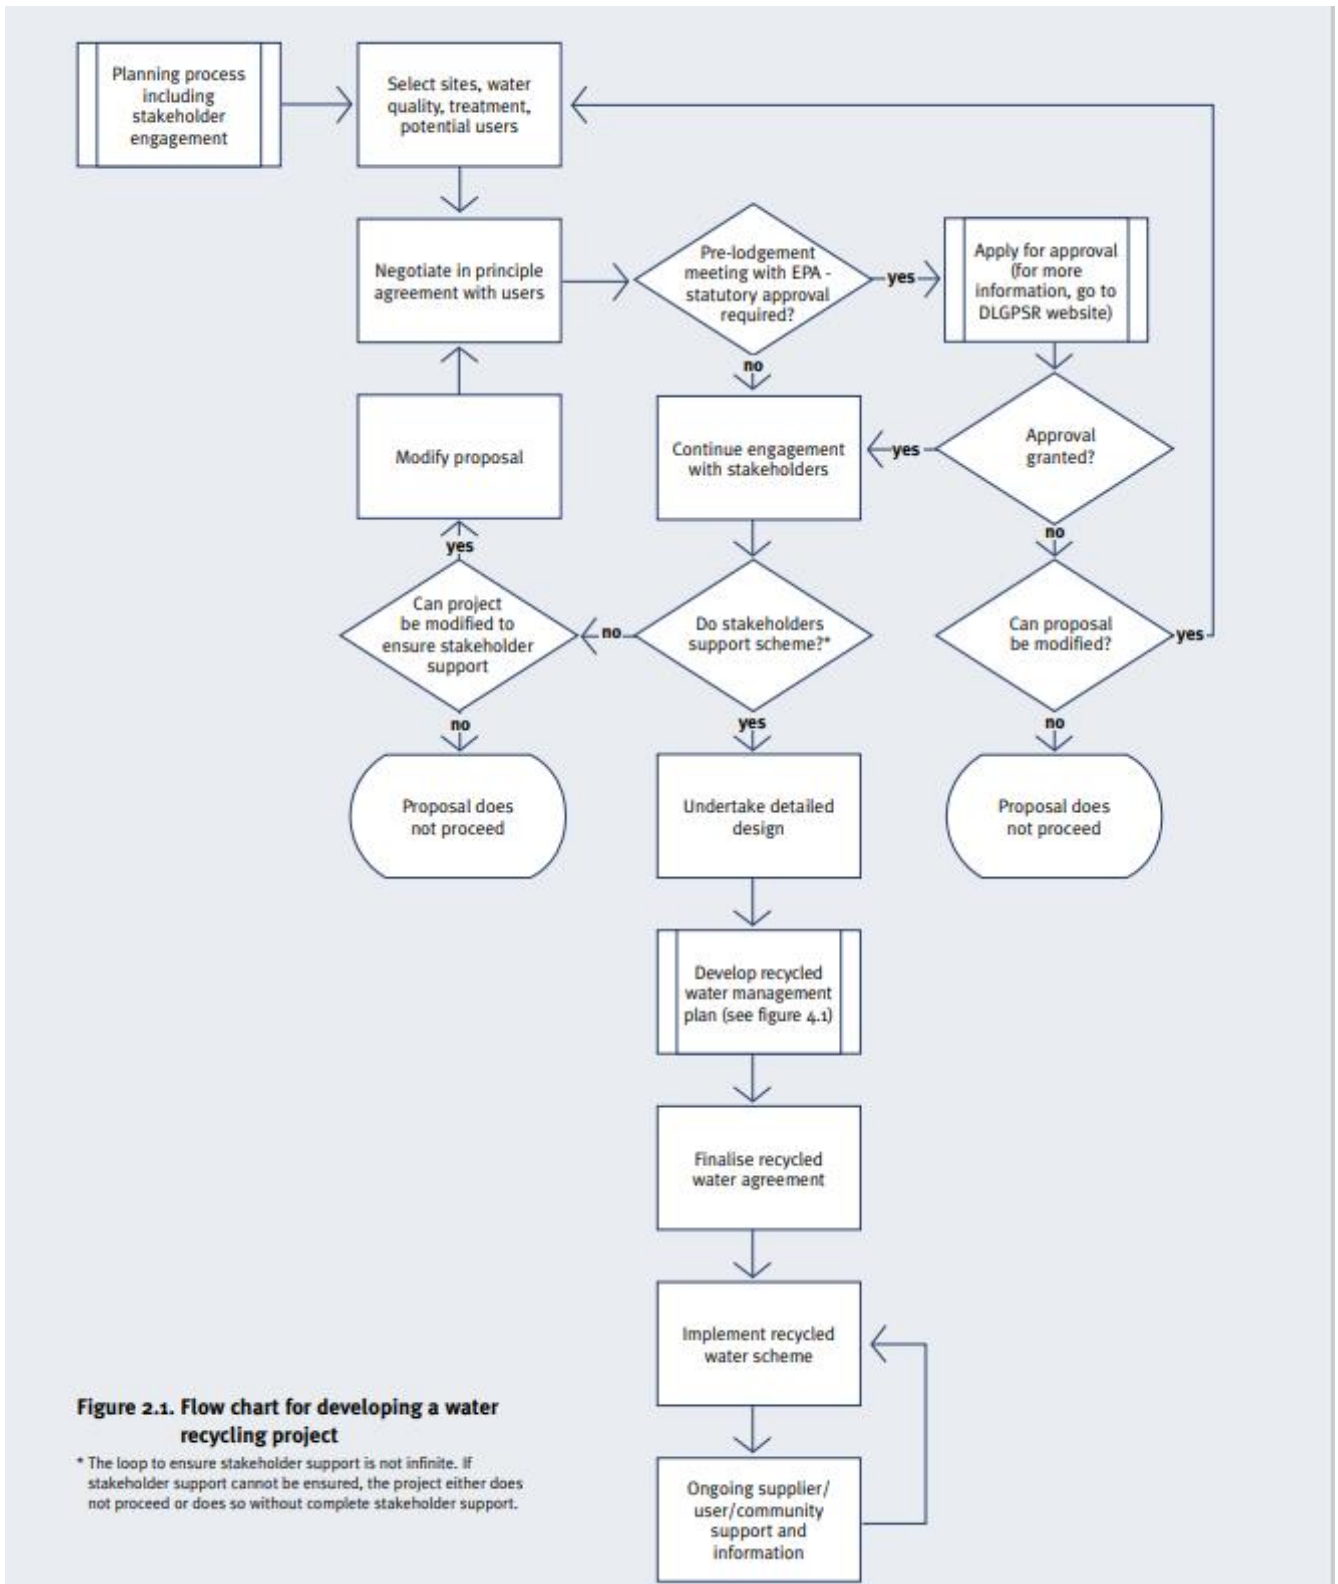 Planning process
including
stakeholder
engagement
Select sites, water
quality, treatment,
potential users
Negotiate in principle
agreement with users
Pre-lodgement
meeting with EPA -
statutory approval
required?
yes
Apply for approval
(for more
information, go to
DLGPSR website)
no
Modify proposal
Continue engagement
with stakeholders
yes
Approval
granted?
yes
no
Can project
be modified to
ensure stakeholder
support
no
Do stakeholders
support scheme?*
Can proposal
be modified?
yes
no
yes
no
Proposal does
not proceed
Undertake detailed
design
Proposal does
not proceed
Develop recycled
water management
plan (see figure 4.1)
Finalise recycled
water agreement
Implement recycled
water scheme
Ongoing supplier/
user/community
support and
information
Figure 2.1. Flow chart for developing a water
recycling project
* The loop to ensure stakeholder support is not infinite. If
stakeholder support cannot be ensured, the project either does
not proceed or does so without complete stakeholder support.